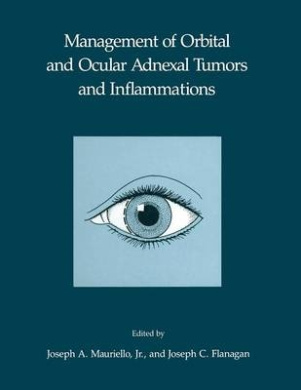 Management of Orbital
and Ocular Adnexal Tumors
and Inflammations
Edited by
Joseph A. Mauriello, Jr., and Joseph C. Flanagan